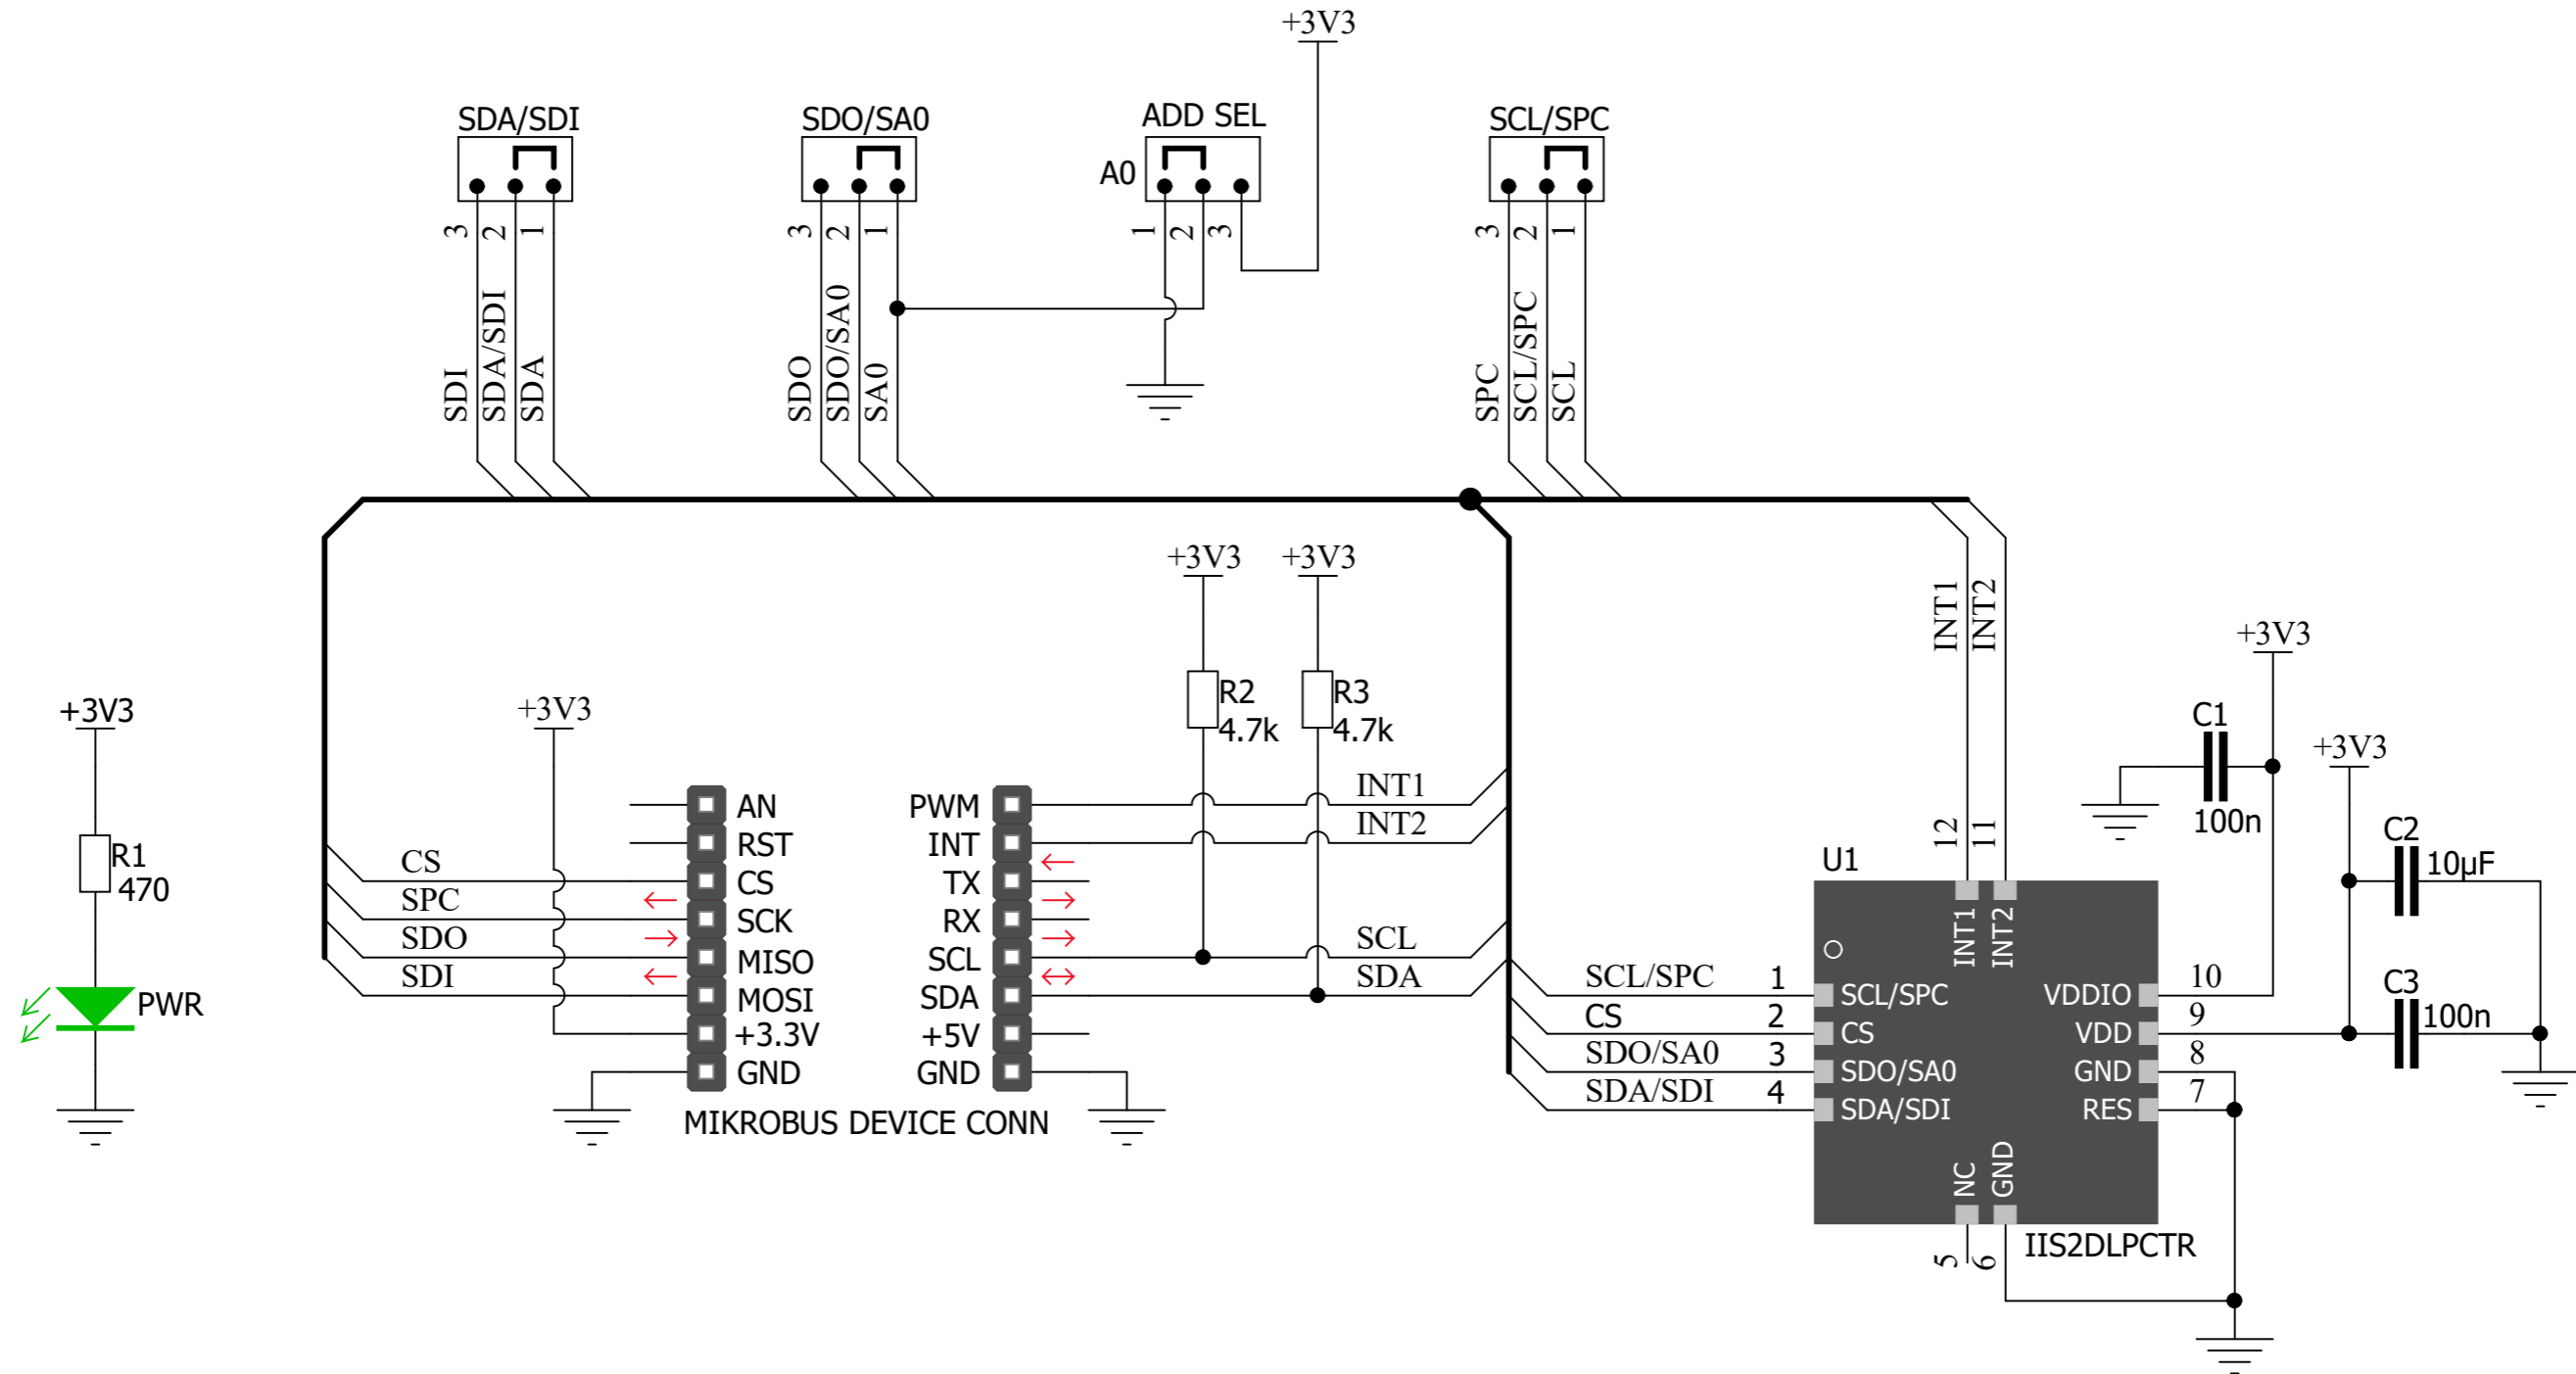 +3V3
SDA/SDI
SDO/SA0
ADD SEL
SCL/SPC
A0
3 2 1
3 2 1
1 2 3
3 2 1
SDI
SDA/SDI
SDA
SDO
SDO/SA0
SA0
SPC
SCL/SPC
SCL
+3V3
+3V3
INT1
INT2
+3V3
+3V3
+3V3
R2
4.7k
R3
4.7k
C1
100n
+3V3
R1
470
PWR
CS
SPC
SDO
SDI
AN
RST
CS
SCK
MISO
MOSI
+3.3V
GND
PWM
INT
TX
RX
SCL
SDA
+5V
GND
MIKROBUS DEVICE CONN
INT1
INT2
SCL
SDA
SCL/SPC 1
CS 2
SDO/SA0 3
SDA/SDI 4
U1
12
11
INT1
INT2
SCL/SPC
CS
SDO/SA0
SDA/SDI
VDDIO
VDD
GND
RES
10
9
8
7
NC
GND
5
6
IIS2DLPCTR
C2
10µF
C3
100n